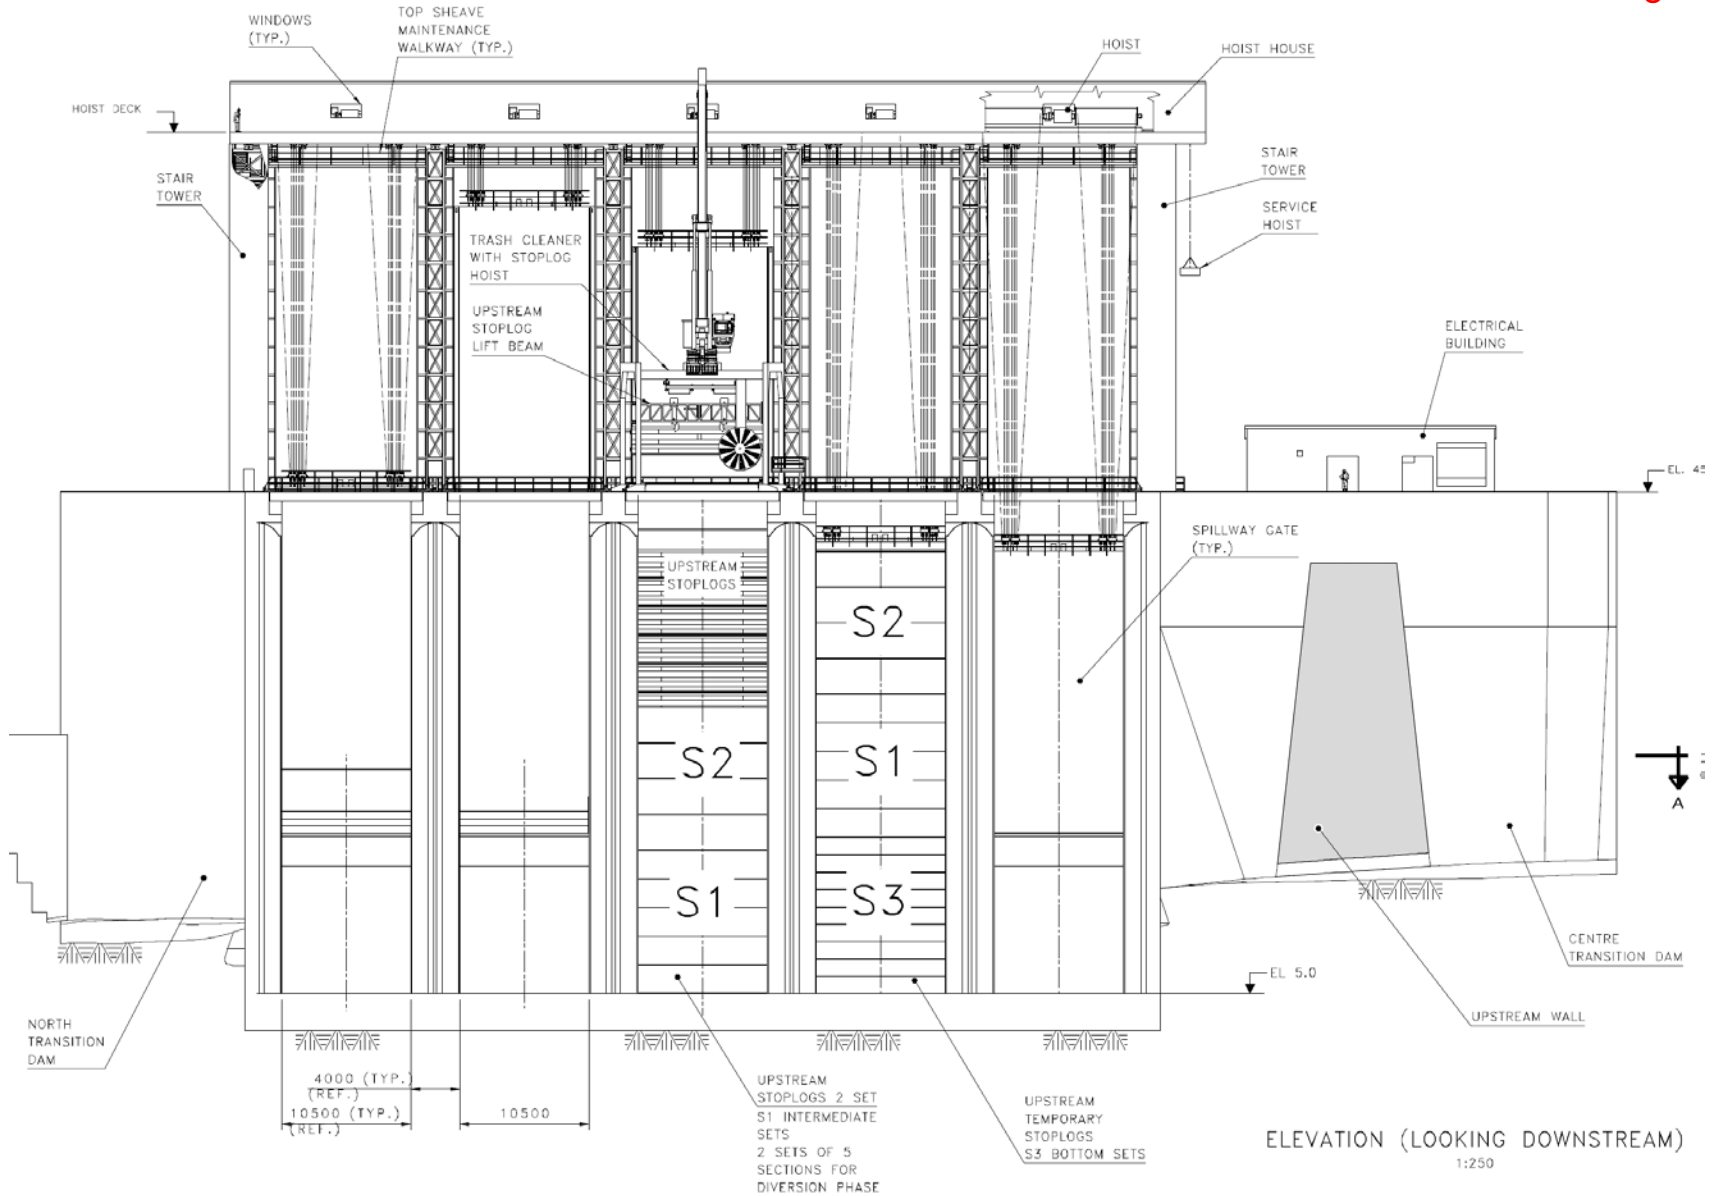 WINDOWS
(TYP.)
TOP SHEAVE
MAINTENANCE
WALKWAY (TYP.)
HOIST
HOIST HOUSE
HOIST DECK
STAIR
TOWER
STAIR
TOWER
SERVICE
HOIST
TRASH CLEANER
WITH STOPLOG
HOIST
UPSTREAM
STOPLOG
LIFT BEAM
ELECTRICAL
BUILDING
EL. 45
SPILLWAY GATE
(TYP.)
UPSTREAM
STOPLOGS
S2
S2
S1
S1
S3
A
CENTRE
TRANSITION DAM
EL 5.0
UPSTREAM WALL
NORTH
TRANSITION
DAM
4000 (TYP.)
(REF.)
10500 (TYP.)
(REF.)
10500
UPSTREAM
STOPLOGS 2 SET
S1 INTERMEDIATE
SETS
2 SETS OF 5
SECTIONS FOR
DIVERSION PHASE
UPSTREAM
TEMPORARY
STOPLOGS
S3 BOTTOM SETS
ELEVATION (LOOKING DOWNSTREAM)
1:250